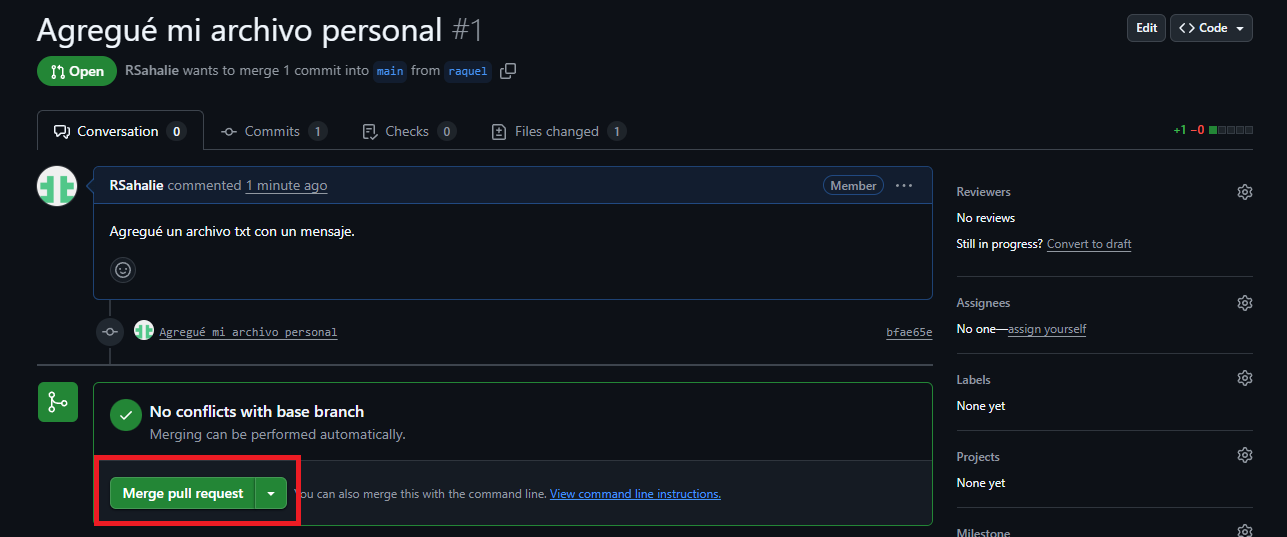 Agregué mi archivo personal #1
Edit
Code
Open
RSahalie wants to merge 1 commit into main from raquel
Conversation 0
Commits 1
Checks 0
Files changed 1
+1 −0
RSahalie commented 1 minute ago
Member
Agregué un archivo txt con un mensaje.
Agregué mi archivo personal
bfae65e
No conflicts with base branch
Merging can be performed automatically.
Merge pull request
You can also merge this with the command line. View command line instructions.
Reviewers
No reviews
Still in progress? Convert to draft
Assignees
No one—assign yourself
Labels
None yet
Projects
None yet
Milestone